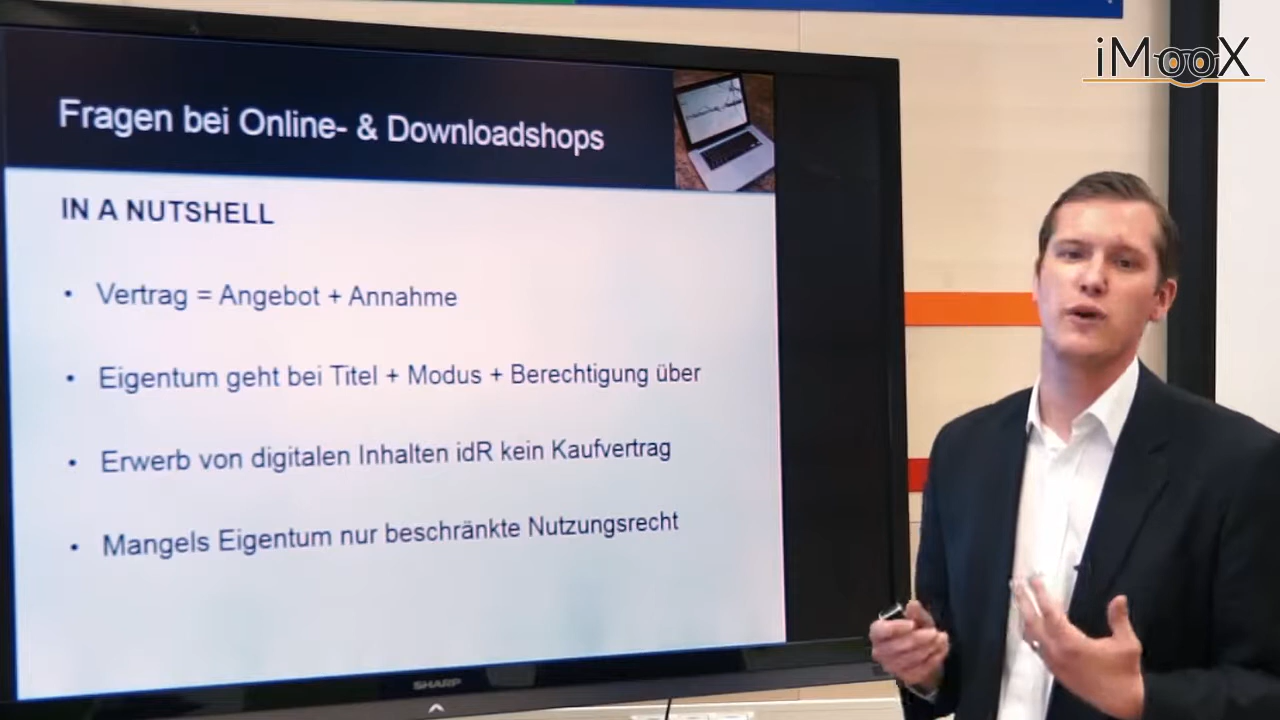 iMooX
Fragen bei Online- & Downloadshops
IN A NUTSHELL
• Vertrag = Angebot + Annahme
• Eigentum geht bei Titel + Modus + Berechtigung über
• Erwerb von digitalen Inhalten idR kein Kaufvertrag
• Mangels Eigentum nur beschränkte Nutzungsrecht
SHARP